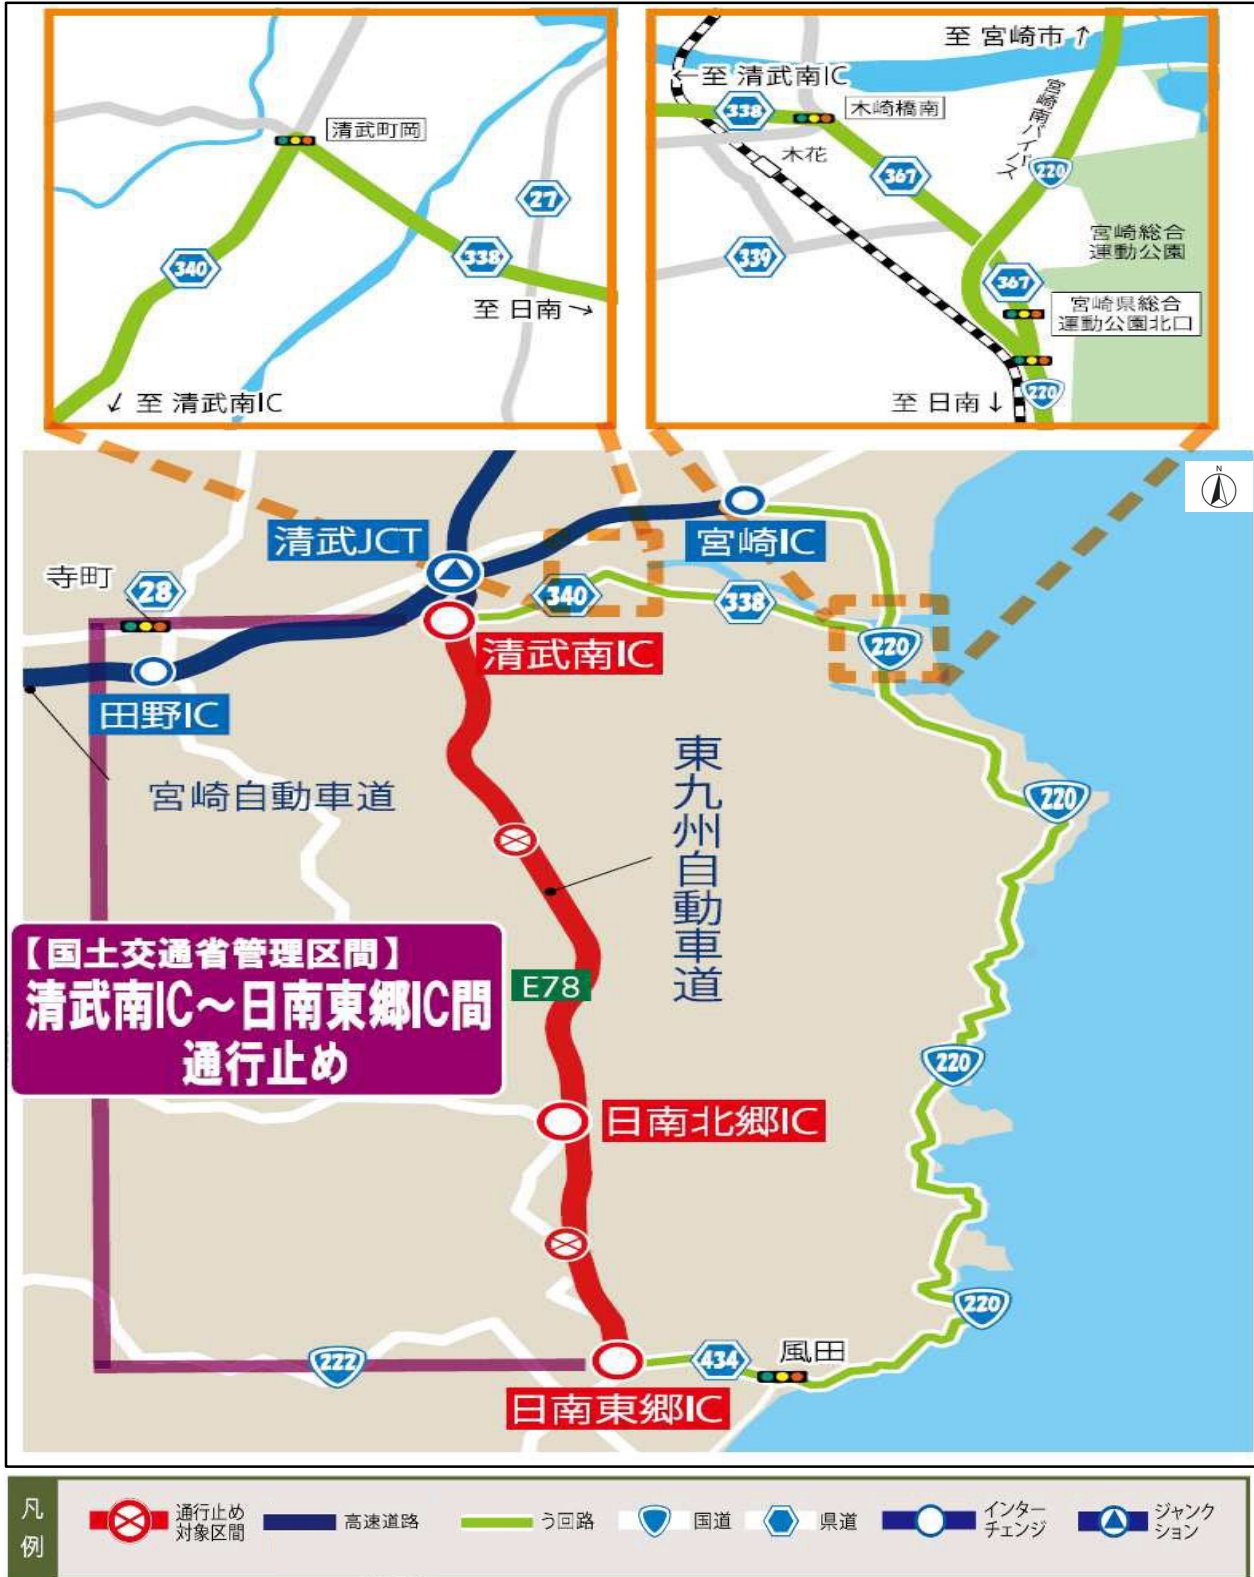 清武町岡
27
340
338
至 日南→
↙ 至 清武南IC
至 宮崎市↑
←至 清武南IC
338
木崎橋南
宮崎南バイパス
木花
367
220
339
宮崎総合
運動公園
367
宮崎県総合
運動公園北口
至 日南↓
220
N
清武JCT
宮崎IC
寺町
28
340
338
清武南IC
220
田野IC
宮崎自動車道
東九州自動車道
220
【国土交通省管理区間】
清武南IC～日南東郷IC間
通行止め
E78
220
日南北郷IC
220
222
434
風田
日南東郷IC
凡例
通行止め
対象区間
高速道路
う回路
国道
県道
インター
チェンジ
ジャンク
ション